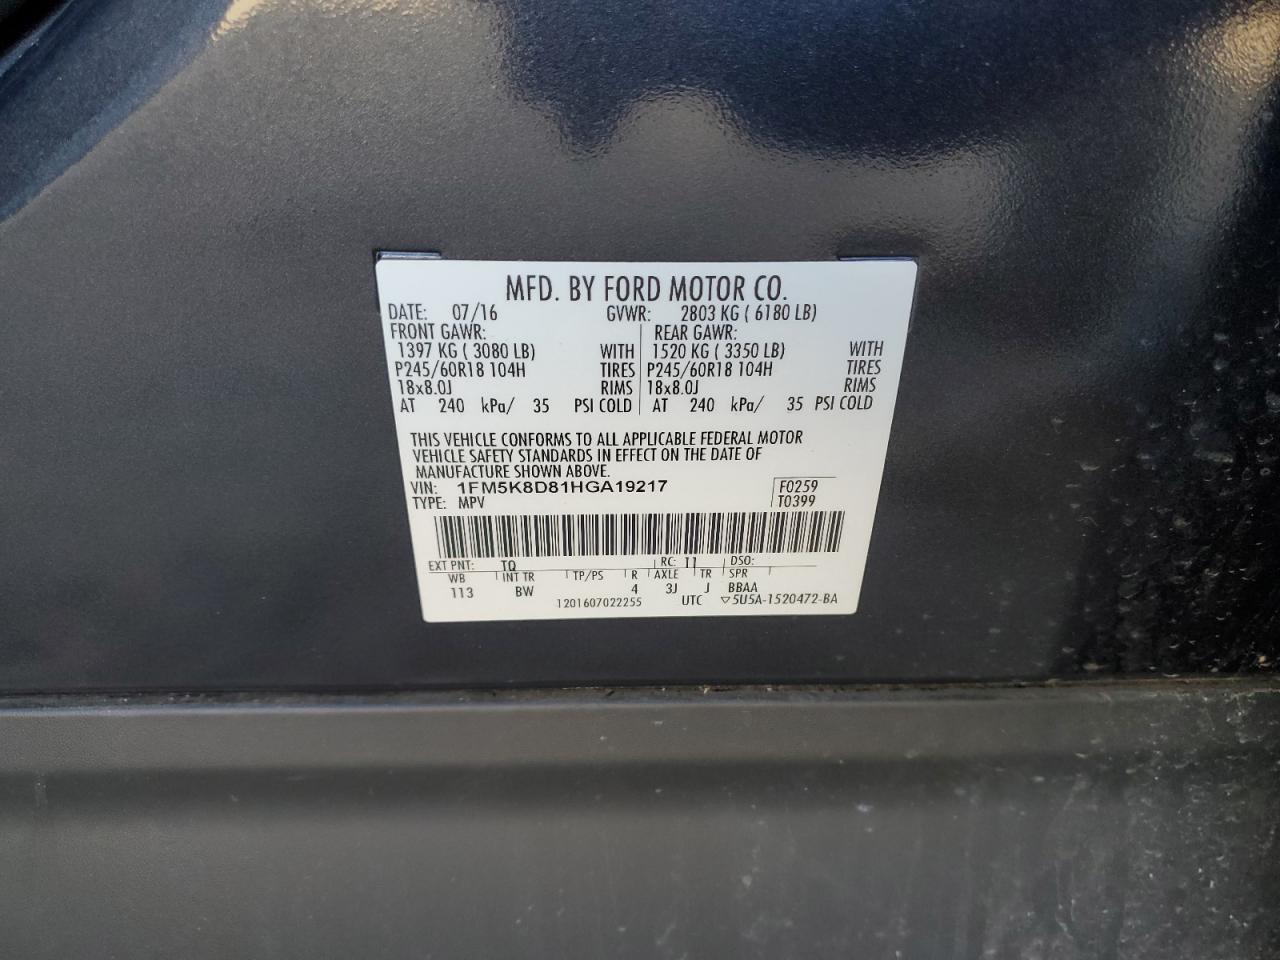 MFD. BY FORD MOTOR CO.
DATE: 07/16 GVWR: 2803 KG ( 6180 LB)
FRONT GAWR: REAR GAWR:
1397 KG ( 3080 LB) WITH 1520 KG ( 3350 LB) WITH
P245/60R18 104H TIRES P245/60R18 104H TIRES
18x8.0J RIMS 18x8.0J RIMS
AT 240 kPa/ 35 PSI COLD AT 240 kPa/ 35 PSI COLD
THIS VEHICLE CONFORMS TO ALL APPLICABLE FEDERAL MOTOR
VEHICLE SAFETY STANDARDS IN EFFECT ON THE DATE OF
MANUFACTURE SHOWN ABOVE.
VIN: 1FM5K8D81HGA19217 F0259
TYPE: MPV T0399
EXT PNT: TQ RC: 11 DSO:
WB INT TR TP/PS R AXLE TR SPR
113 BW 4 3J J BBAA
1201607022255 UTC ▽5U5A-1520472-BA